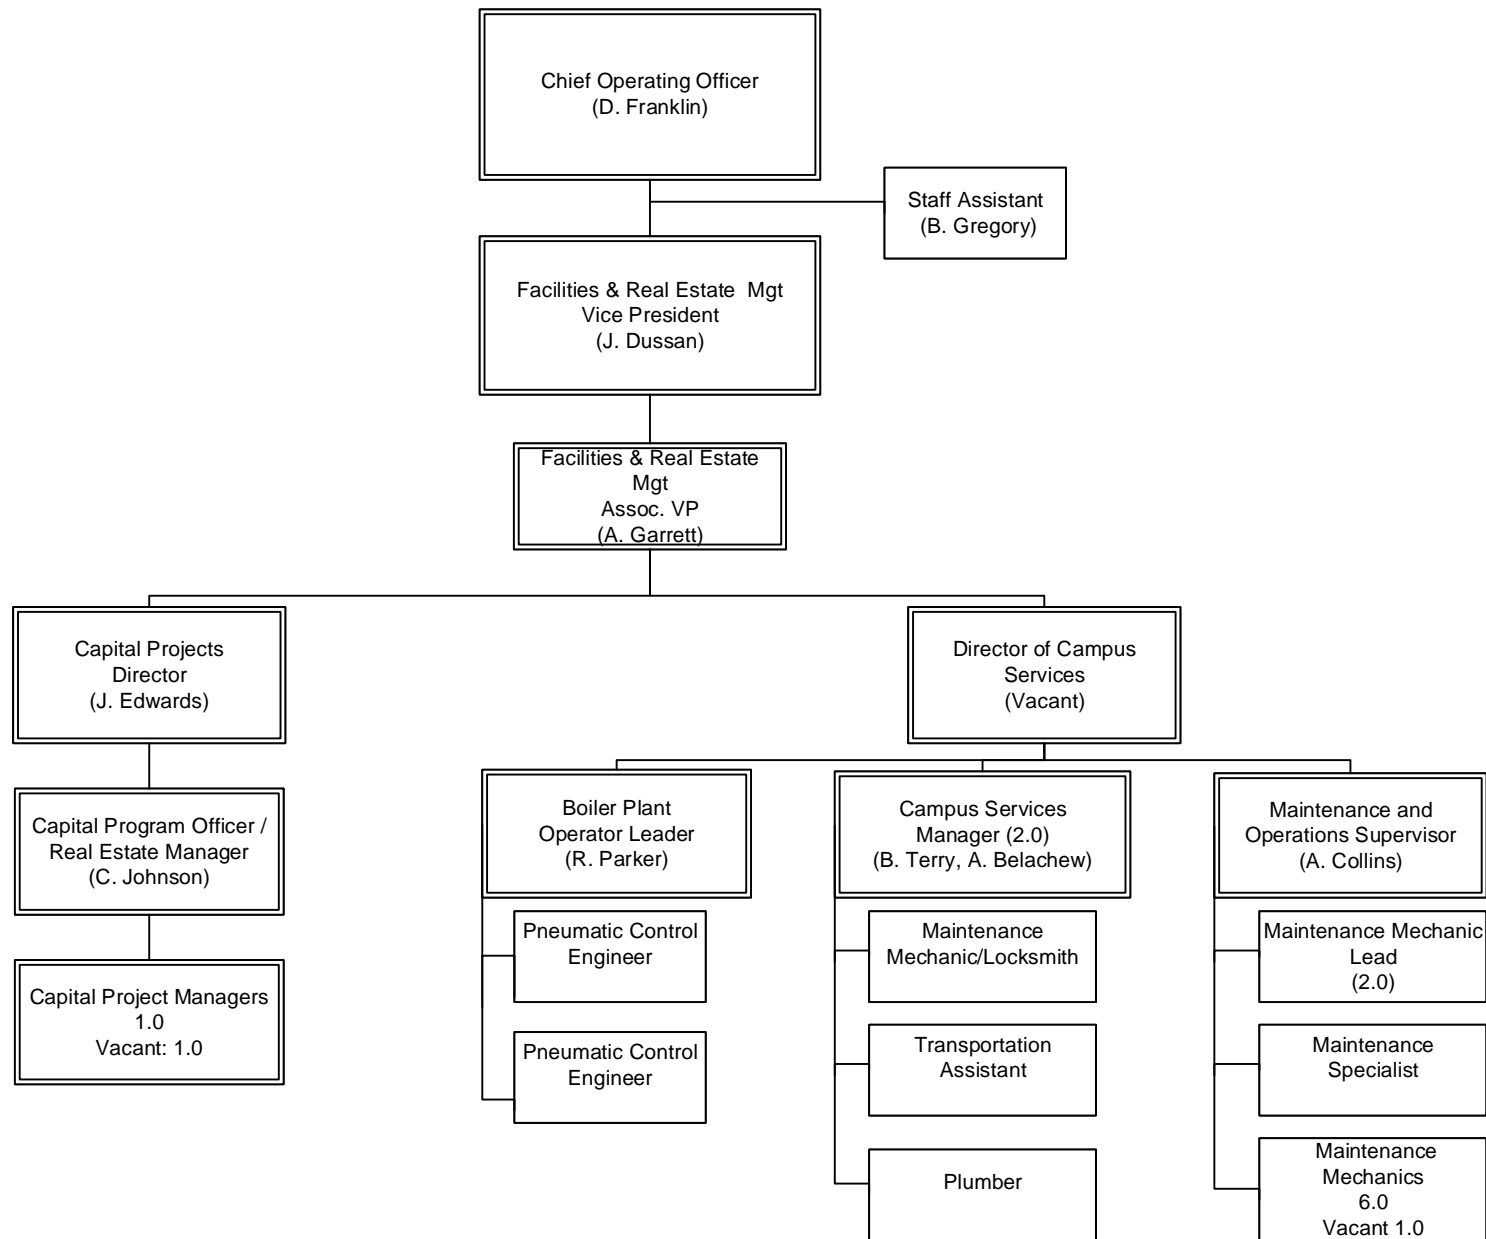 Chief Operating Officer
(D. Franklin)
Staff Assistant
(B. Gregory)
Facilities & Real Estate  Mgt
Vice President
(J. Dussan)
Facilities & Real Estate
Mgt
Assoc. VP
(A. Garrett)
Capital Projects
Director
(J. Edwards)
Director of Campus
Services
(Vacant)
Capital Program Officer /
Real Estate Manager
(C. Johnson)
Capital Project Managers
1.0
Vacant: 1.0
Boiler Plant
Operator Leader
(R. Parker)
Pneumatic Control
Engineer
Pneumatic Control
Engineer
Campus Services
Manager (2.0)
(B. Terry, A. Belachew)
Maintenance
Mechanic/Locksmith
Transportation
Assistant
Plumber
Maintenance and
Operations Supervisor
(A. Collins)
Maintenance Mechanic
Lead
(2.0)
Maintenance
Specialist
Maintenance
Mechanics
6.0
Vacant 1.0